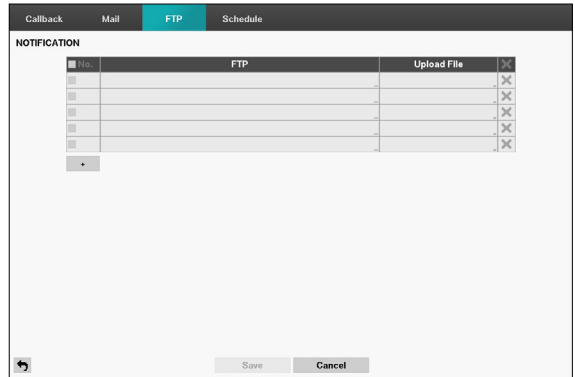 Callback Mail FTP Schedule
NOTIFICATION
No. FTP Upload File
+
Save Cancel